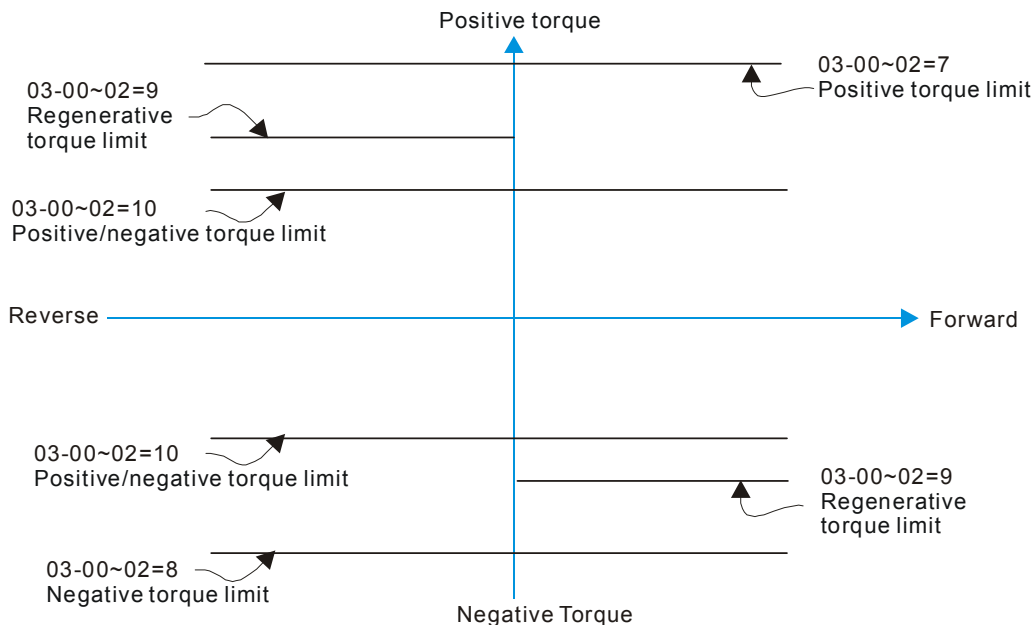 Positive torque
03-00~02=7
Positive torque limit
03-00~02=9
Regenerative
torque limit
03-00~02=10
Positive/negative torque limit
Reverse
Forward
03-00~02=10
Positive/negative torque limit
03-00~02=9
Regenerative
torque limit
03-00~02=8
Negative torque limit
Negative Torque